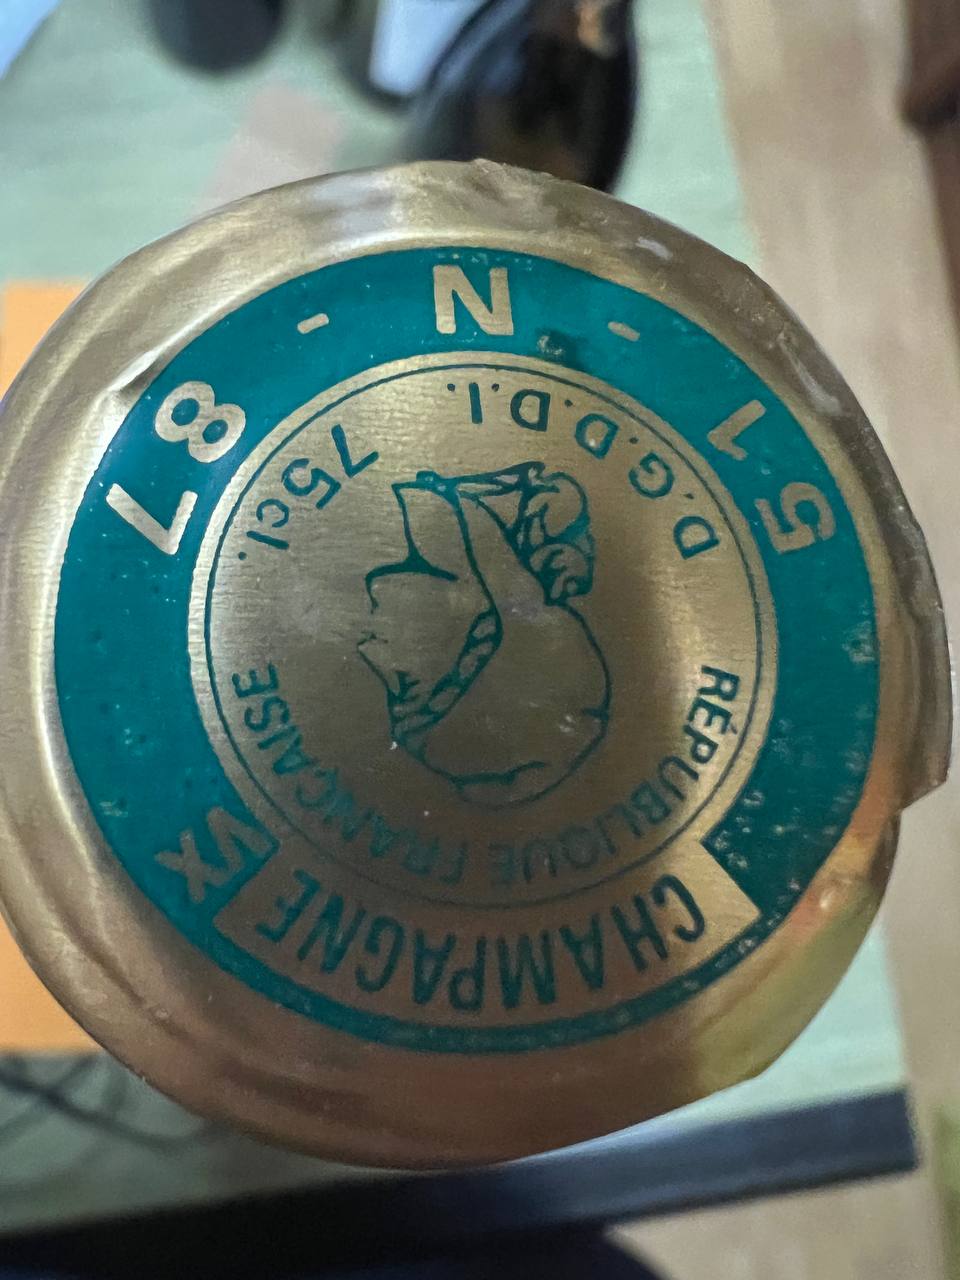 CHAMPAGNE VX
RÉPUBLIQUE FRANÇAISE
D.G.D.D.I. 75cl.
51 - N - 87